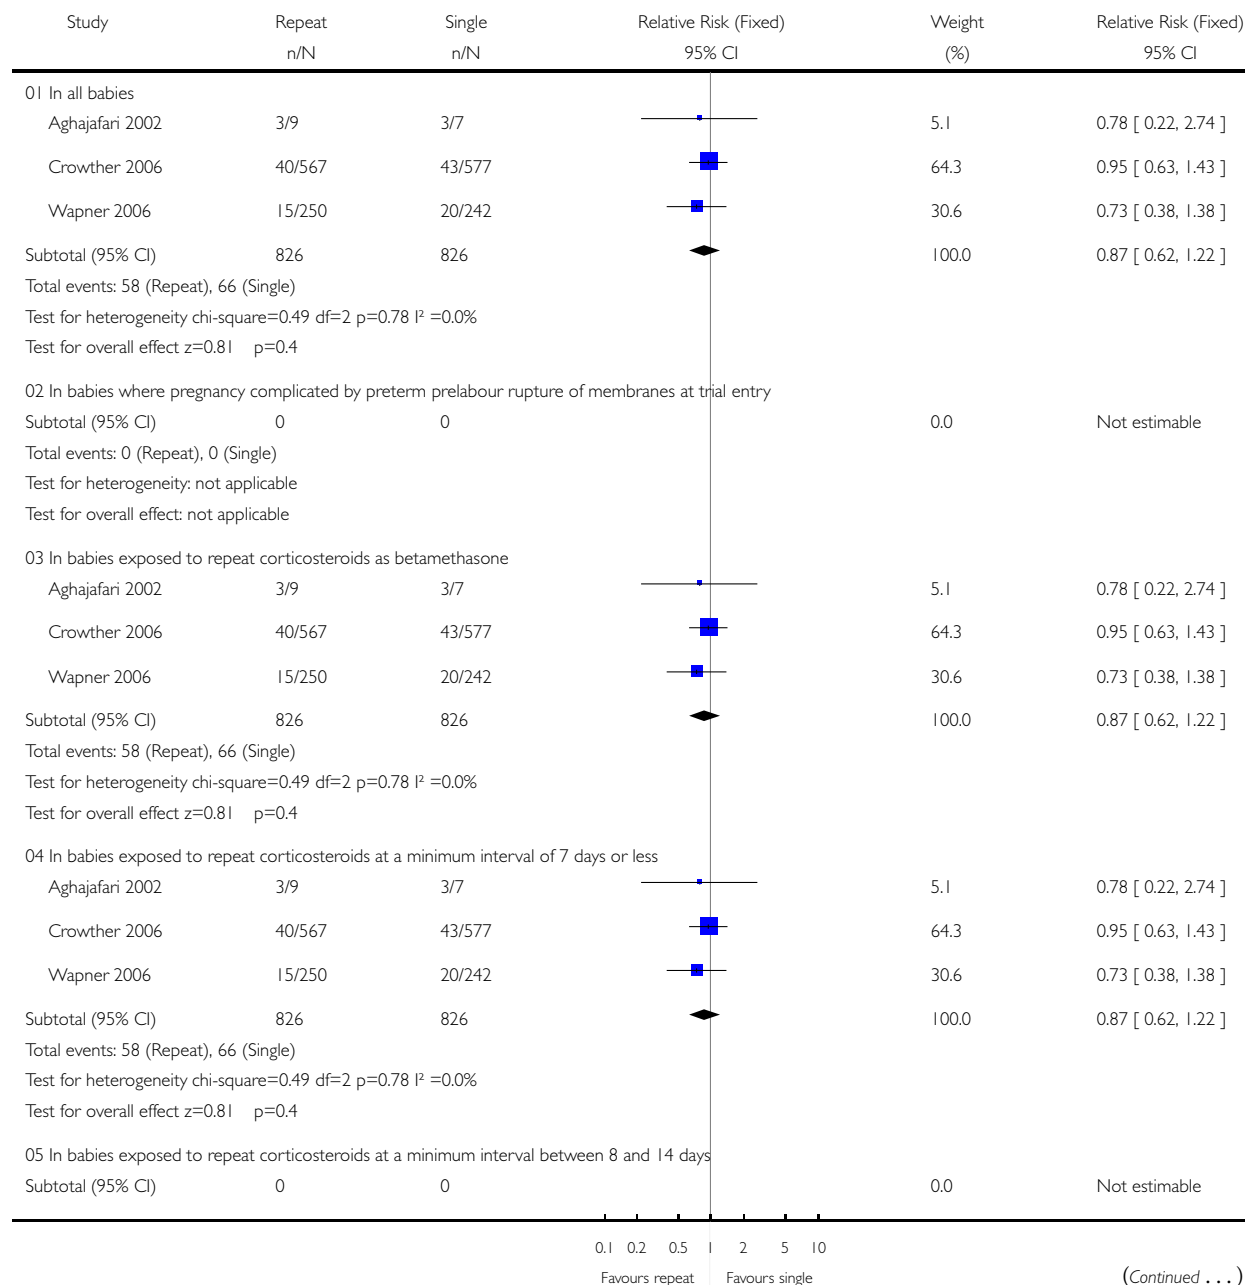 Study Repeat Single Relative Risk (Fixed) Weight Relative Risk (Fixed)
n/N n/N 95% CI (%) 95% CI
01 In all babies
Aghajafari 2002 3/9 3/7 5.1 0.78 [ 0.22, 2.74 ]
Crowther 2006 40/567 43/577 64.3 0.95 [ 0.63, 1.43 ]
Wapner 2006 15/250 20/242 30.6 0.73 [ 0.38, 1.38 ]
Subtotal (95% CI) 826 826 100.0 0.87 [ 0.62, 1.22 ]
Total events: 58 (Repeat), 66 (Single)
Test for heterogeneity chi-square=0.49 df=2 p=0.78 I² =0.0%
Test for overall effect z=0.81 p=0.4
02 In babies where pregnancy complicated by preterm prelabour rupture of membranes at trial entry
Subtotal (95% CI) 0 0 0.0 Not estimable
Total events: 0 (Repeat), 0 (Single)
Test for heterogeneity: not applicable
Test for overall effect: not applicable
03 In babies exposed to repeat corticosteroids as betamethasone
Aghajafari 2002 3/9 3/7 5.1 0.78 [ 0.22, 2.74 ]
Crowther 2006 40/567 43/577 64.3 0.95 [ 0.63, 1.43 ]
Wapner 2006 15/250 20/242 30.6 0.73 [ 0.38, 1.38 ]
Subtotal (95% CI) 826 826 100.0 0.87 [ 0.62, 1.22 ]
Total events: 58 (Repeat), 66 (Single)
Test for heterogeneity chi-square=0.49 df=2 p=0.78 I² =0.0%
Test for overall effect z=0.81 p=0.4
04 In babies exposed to repeat corticosteroids at a minimum interval of 7 days or less
Aghajafari 2002 3/9 3/7 5.1 0.78 [ 0.22, 2.74 ]
Crowther 2006 40/567 43/577 64.3 0.95 [ 0.63, 1.43 ]
Wapner 2006 15/250 20/242 30.6 0.73 [ 0.38, 1.38 ]
Subtotal (95% CI) 826 826 100.0 0.87 [ 0.62, 1.22 ]
Total events: 58 (Repeat), 66 (Single)
Test for heterogeneity chi-square=0.49 df=2 p=0.78 I² =0.0%
Test for overall effect z=0.81 p=0.4
05 In babies exposed to repeat corticosteroids at a minimum interval between 8 and 14 days
Subtotal (95% CI) 0 0 0.0 Not estimable
0.1 0.2 0.5 1 2 5 10
Favours repeat Favours single (Continued . . . )